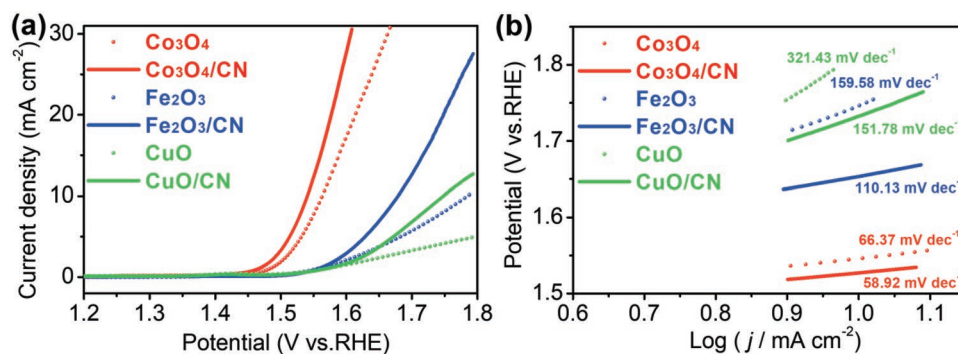 (a)
30
20
10
0
Current density (mA cm⁻²)
Co₃O₄
Co₃O₄/CN
Fe₂O₃
Fe₂O₃/CN
CuO
CuO/CN
1.2 1.3 1.4 1.5 1.6 1.7 1.8
Potential (V vs.RHE)
(b)
1.8
1.7
1.6
1.5
Potential (V vs.RHE)
Co₃O₄
Co₃O₄/CN
Fe₂O₃
Fe₂O₃/CN
CuO
CuO/CN
321.43 mV dec⁻¹
159.58 mV dec⁻¹
151.78 mV dec⁻¹
110.13 mV dec⁻¹
66.37 mV dec⁻¹
58.92 mV dec⁻¹
0.6 0.7 0.8 0.9 1.0 1.1
Log ( j / mA cm⁻²)